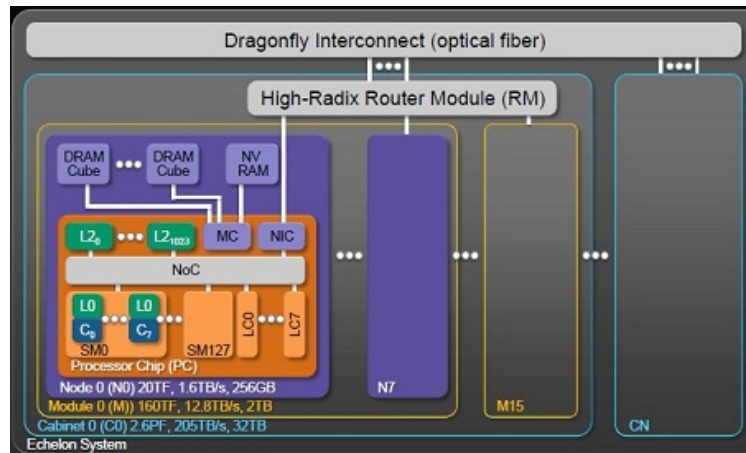 Dragonfly Interconnect (optical fiber)
High-Radix Router Module (RM)
DRAM Cube
DRAM Cube
NV RAM
L2₀
L2₁₀₂₃
MC
NIC
NoC
L0
L0
C₀
C₇
SM0
SM127
LC0
LC7
Processor Chip (PC)
Node 0 (N0) 20TF, 1.6TB/s, 256GB
N7
Module 0 (M)) 160TF, 12.8TB/s, 2TB
M15
Cabinet 0 (C0) 2.6PF, 205TB/s, 32TB
CN
Echelon System